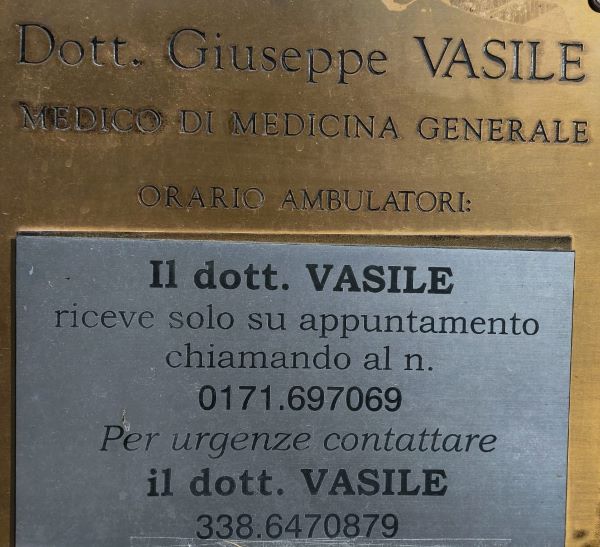 Dott. Giuseppe VASILE
MEDICO DI MEDICINA GENERALE
ORARIO AMBULATORI:
Il dott. VASILE
riceve solo su appuntamento
chiamando al n.
0171.697069
Per urgenze contattare
il dott. VASILE
338.6470879